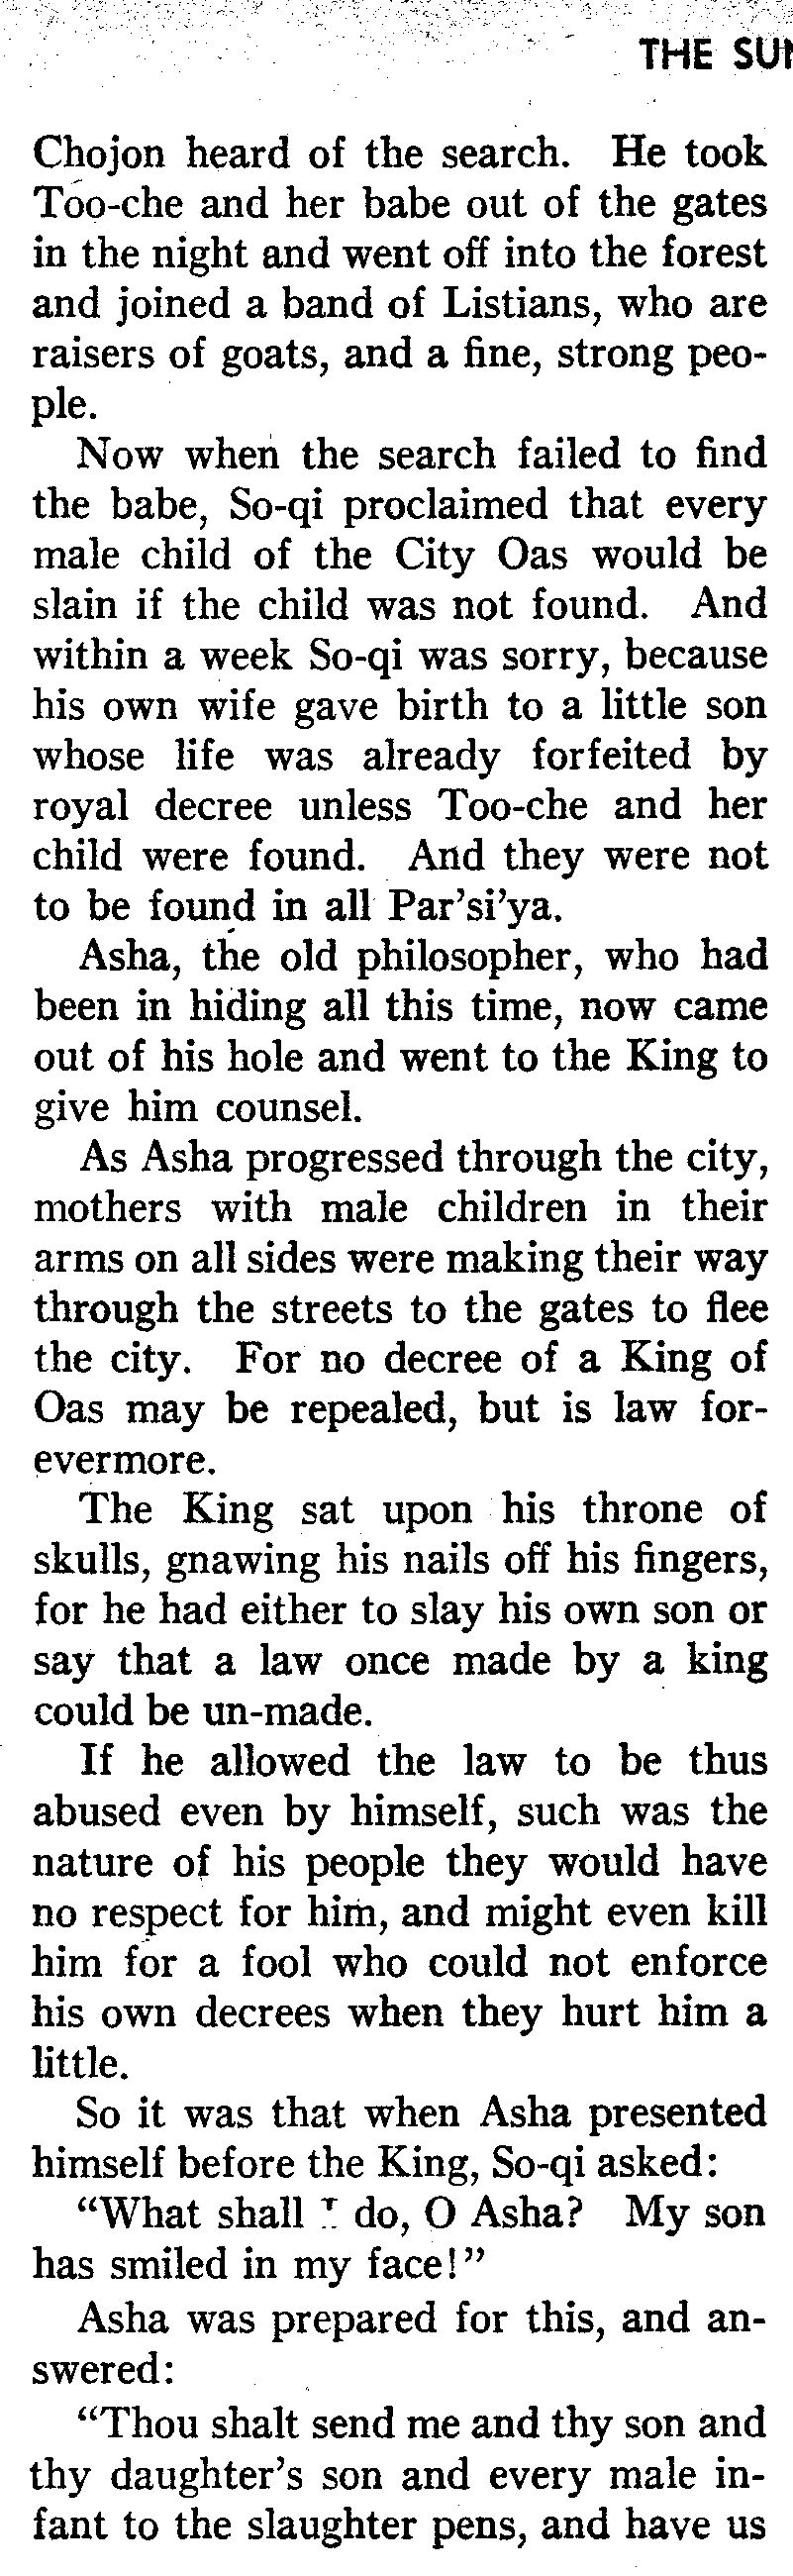 THE SUN
Chojon heard of the search. He took
Too-che and her babe out of the gates
in the night and went off into the forest
and joined a band of Listians, who are
raisers of goats, and a fine, strong peo-
ple.
Now when the search failed to find
the babe, So-qi proclaimed that every
male child of the City Oas would be
slain if the child was not found. And
within a week So-qi was sorry, because
his own wife gave birth to a little son
whose life was already forfeited by
royal decree unless Too-che and her
child were found. And they were not
to be found in all Par'si'ya.
Asha, the old philosopher, who had
been in hiding all this time, now came
out of his hole and went to the King to
give him counsel.
As Asha progressed through the city,
mothers with male children in their
arms on all sides were making their way
through the streets to the gates to flee
the city. For no decree of a King of
Oas may be repealed, but is law for-
evermore.
The King sat upon his throne of
skulls, gnawing his nails off his fingers,
for he had either to slay his own son or
say that a law once made by a king
could be un-made.
If he allowed the law to be thus
abused even by himself, such was the
nature of his people they would have
no respect for him, and might even kill
him for a fool who could not enforce
his own decrees when they hurt him a
little.
So it was that when Asha presented
himself before the King, So-qi asked:
"What shall I do, O Asha? My son
has smiled in my face!"
Asha was prepared for this, and an-
swered:
"Thou shalt send me and thy son and
thy daughter's son and every male in-
fant to the slaughter pens, and have us